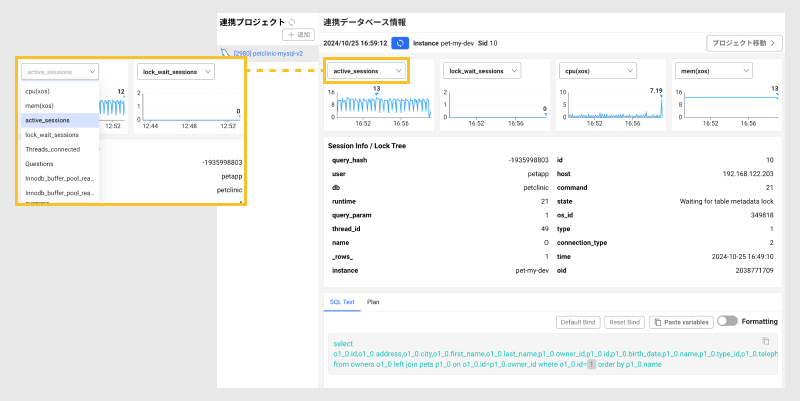 連携プロジェクト
＋ 追加
[2980] petclinic-mysql-v2
active_sessions
cpu(xos)
mem(xos)
active_sessions
lock_wait_sessions
Threads_connected
Questions
Innodb_buffer_pool_rea...
Innodb_buffer_pool_rea...
12
12:52
lock_wait_sessions
2
1
0
0
12:44 12:48 12:52
-1935998803
petapp
petclinic
連携データベース情報
2024/10/25 16:59:12 Instance pet-my-dev Sid 10
プロジェクト移動
active_sessions
13
16
8
0
16:52 16:56
lock_wait_sessions
2
1
0
0
16:52 16:56
cpu(xos)
7.19
10
5
0
16:52 16:56
mem(xos)
13
16
8
0
16:52 16:56
Session Info / Lock Tree
query_hash -1935998803 id 10
user petapp host 192.168.122.203
db petclinic command 21
runtime 21 state Waiting for table metadata lock
query_param 1 os_id 349818
thread_id 49 type 1
name O connection_type 2
_rows_ 1 time 2024-10-25 16:49:10
instance pet-my-dev oid 2038771709
SQL Text Plan
Default Bind Reset Bind Paste variables Formatting
select
o1_0.id,o1_0.address,o1_0.city,o1_0.first_name,o1_0.last_name,p1_0.owner_id,p1_0.id,p1_0.birth_date,p1_0.name,p1_0.type_id,o1_0.teleph
from owners o1_0 left join pets p1_0 on o1_0.id=p1_0.owner_id where o1_0.id= 1 order by p1_0.name